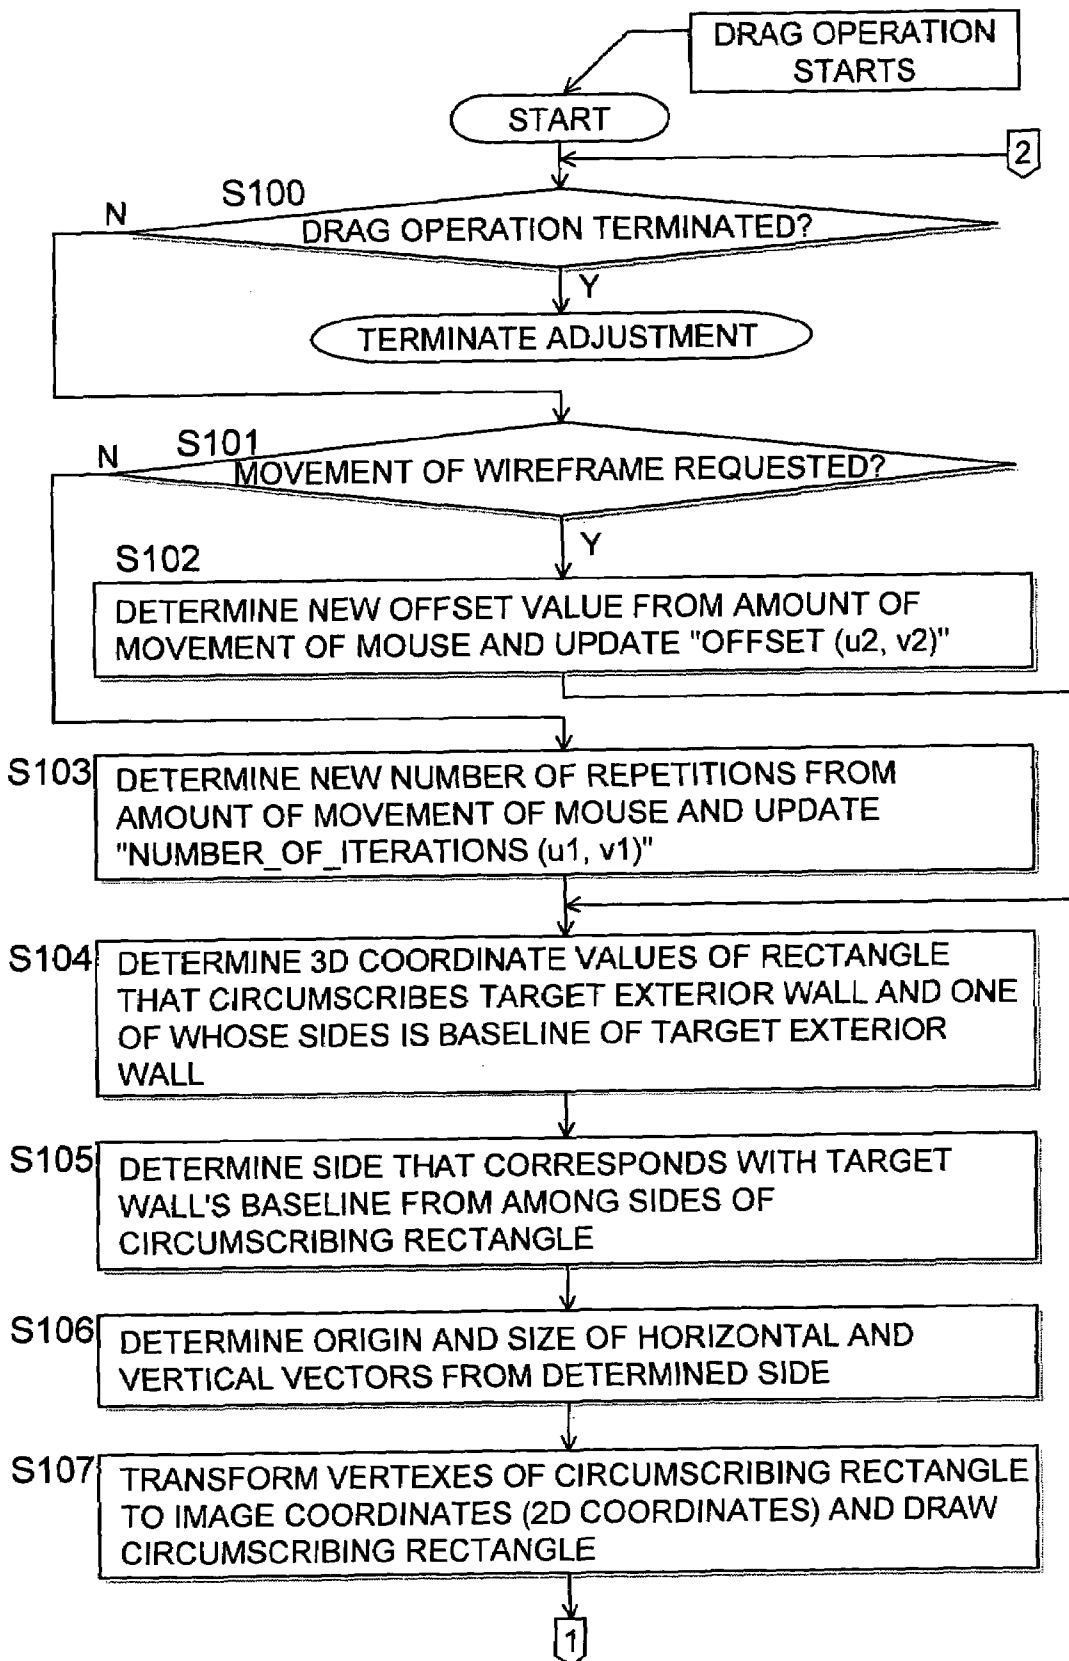 DRAG OPERATION
STARTS
START
2
S100
N
DRAG OPERATION TERMINATED?
Y
TERMINATE ADJUSTMENT
S101
N
MOVEMENT OF WIREFRAME REQUESTED?
Y
S102
DETERMINE NEW OFFSET VALUE FROM AMOUNT OF
MOVEMENT OF MOUSE AND UPDATE "OFFSET (u2, v2)"
S103
DETERMINE NEW NUMBER OF REPETITIONS FROM
AMOUNT OF MOVEMENT OF MOUSE AND UPDATE
"NUMBER_OF_ITERATIONS (u1, v1)"
S104
DETERMINE 3D COORDINATE VALUES OF RECTANGLE
THAT CIRCUMSCRIBES TARGET EXTERIOR WALL AND ONE
OF WHOSE SIDES IS BASELINE OF TARGET EXTERIOR
WALL
S105
DETERMINE SIDE THAT CORRESPONDS WITH TARGET
WALL'S BASELINE FROM AMONG SIDES OF
CIRCUMSCRIBING RECTANGLE
S106
DETERMINE ORIGIN AND SIZE OF HORIZONTAL AND
VERTICAL VECTORS FROM DETERMINED SIDE
S107
TRANSFORM VERTEXES OF CIRCUMSCRIBING RECTANGLE
TO IMAGE COORDINATES (2D COORDINATES) AND DRAW
CIRCUMSCRIBING RECTANGLE
1